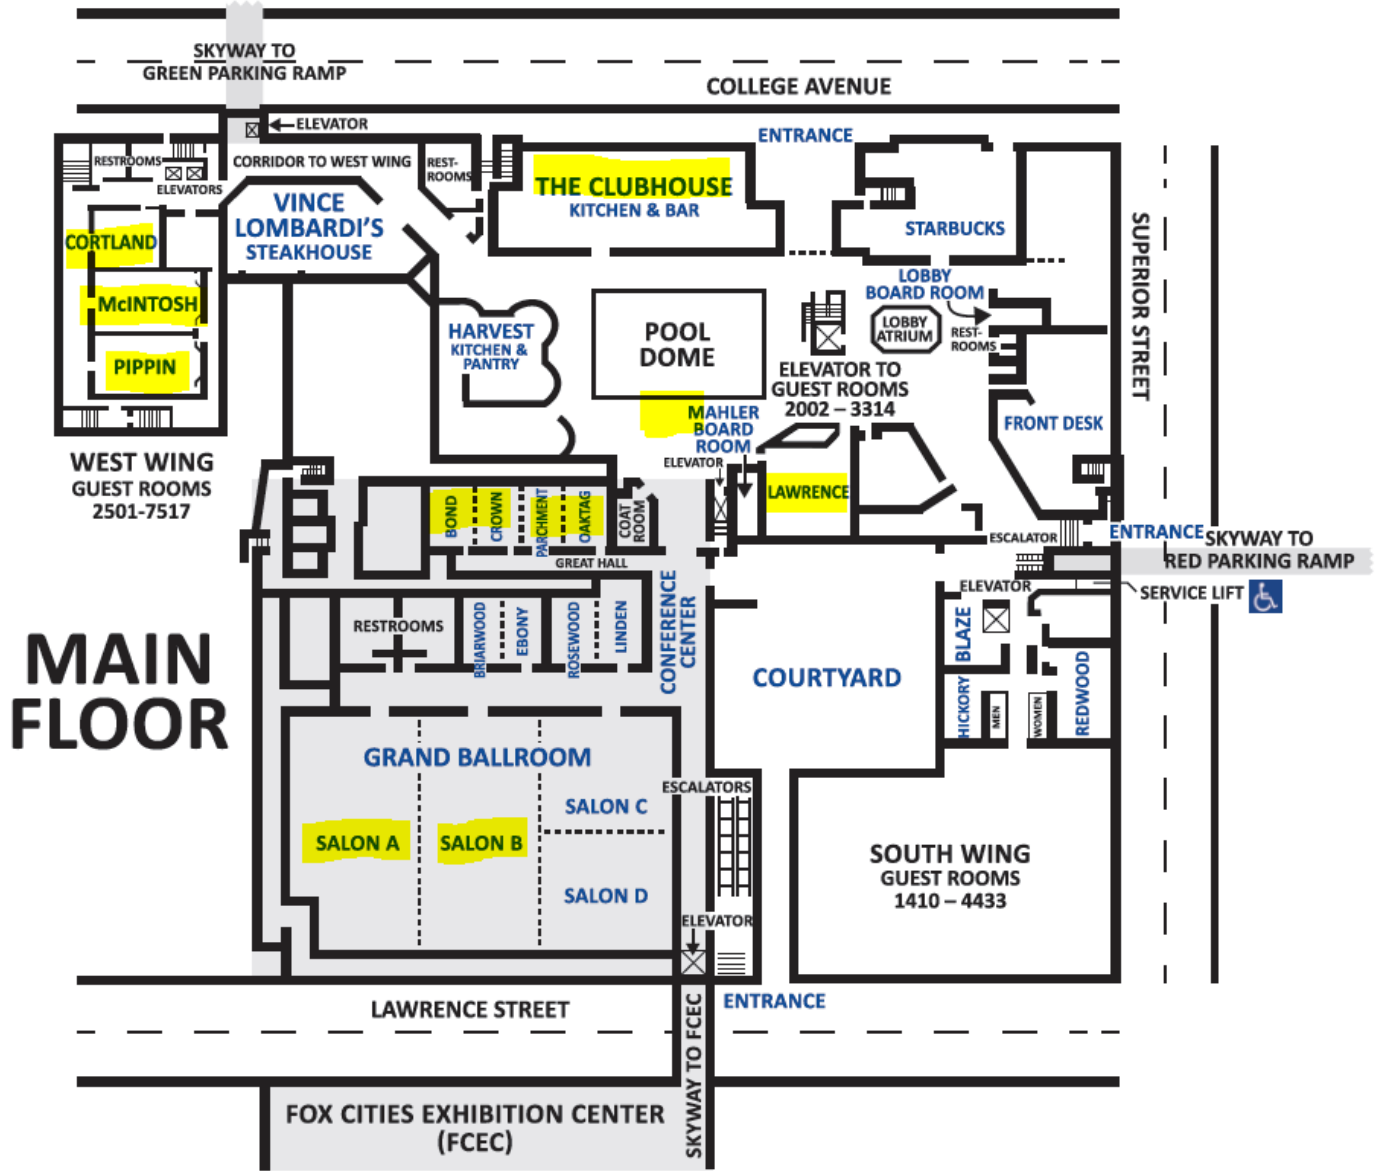 SKYWAY TO
GREEN PARKING RAMP
COLLEGE AVENUE
ELEVATOR
ENTRANCE
RESTROOMS
CORRIDOR TO WEST WING
REST-
ROOMS
ELEVATORS
THE CLUBHOUSE
KITCHEN & BAR
VINCE
LOMBARDI'S
STEAKHOUSE
STARBUCKS
SUPERIOR STREET
CORTLAND
McINTOSH
PIPPIN
LOBBY
BOARD ROOM
HARVEST
KITCHEN &
PANTRY
POOL
DOME
LOBBY
ATRIUM
REST-
ROOMS
ELEVATOR TO
GUEST ROOMS
2002 – 3314
MAHLER
BOARD
ROOM
FRONT DESK
WEST WING
GUEST ROOMS
2501-7517
ELEVATOR
LAWRENCE
BOND
CROWN
PARCHMENT
OAKTAG
COAT
ROOM
GREAT HALL
ESCALATOR
ENTRANCE
SKYWAY TO
RED PARKING RAMP
ELEVATOR
SERVICE LIFT
MAIN
FLOOR
RESTROOMS
BRIARWOOD
EBONY
ROSEWOOD
LINDEN
CONFERENCE
CENTER
COURTYARD
BLAZE
HICKORY
MEN
WOMEN
REDWOOD
GRAND BALLROOM
ESCALATORS
SALON A
SALON B
SALON C
SALON D
SOUTH WING
GUEST ROOMS
1410 – 4433
ELEVATOR
LAWRENCE STREET
ENTRANCE
SKYWAY TO FCEC
FOX CITIES EXHIBITION CENTER
(FCEC)